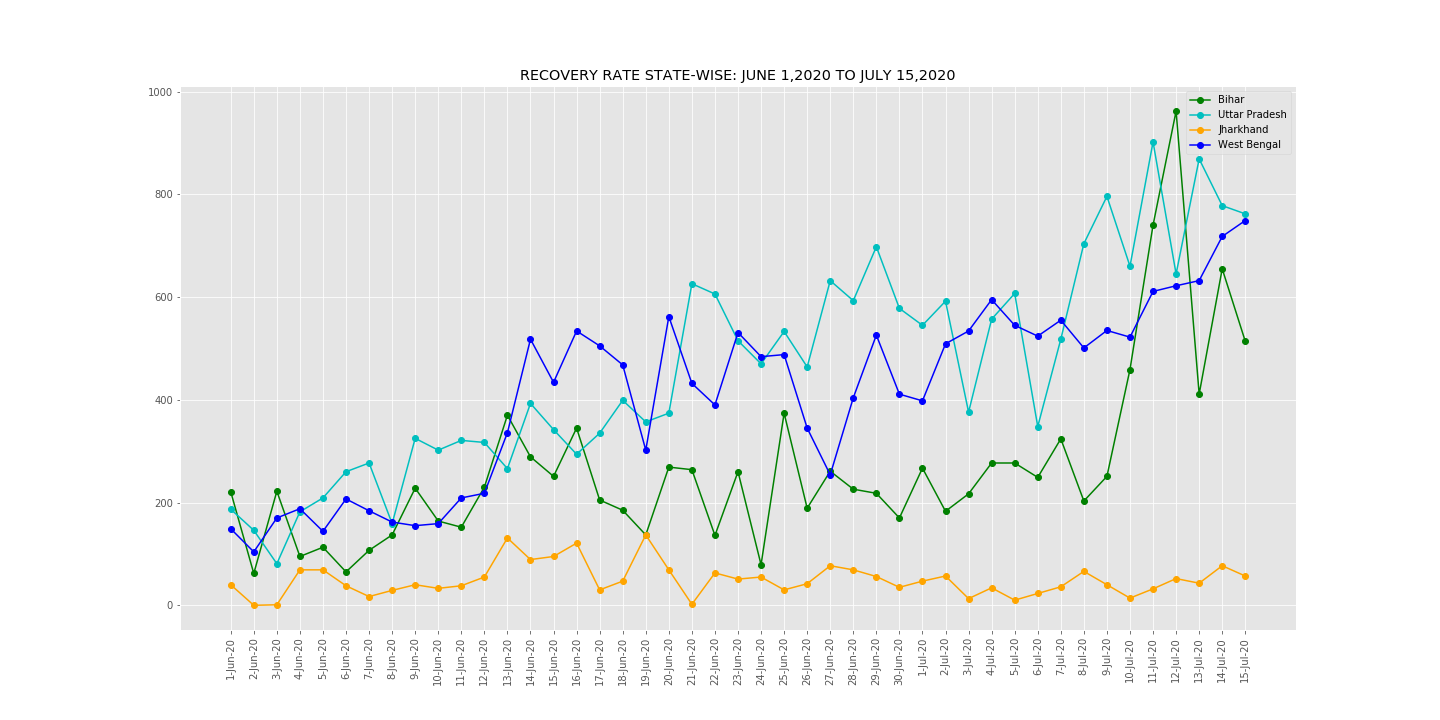 RECOVERY RATE STATE-WISE: JUNE 1,2020 TO JULY 15,2020
1000
800
600
400
200
0
Bihar
Uttar Pradesh
Jharkhand
West Bengal
1-Jun-20
2-Jun-20
3-Jun-20
4-Jun-20
5-Jun-20
6-Jun-20
7-Jun-20
8-Jun-20
9-Jun-20
10-Jun-20
11-Jun-20
12-Jun-20
13-Jun-20
14-Jun-20
15-Jun-20
16-Jun-20
17-Jun-20
18-Jun-20
19-Jun-20
20-Jun-20
21-Jun-20
22-Jun-20
23-Jun-20
24-Jun-20
25-Jun-20
26-Jun-20
27-Jun-20
28-Jun-20
29-Jun-20
30-Jun-20
1-Jul-20
2-Jul-20
3-Jul-20
4-Jul-20
5-Jul-20
6-Jul-20
7-Jul-20
8-Jul-20
9-Jul-20
10-Jul-20
11-Jul-20
12-Jul-20
13-Jul-20
14-Jul-20
15-Jul-20